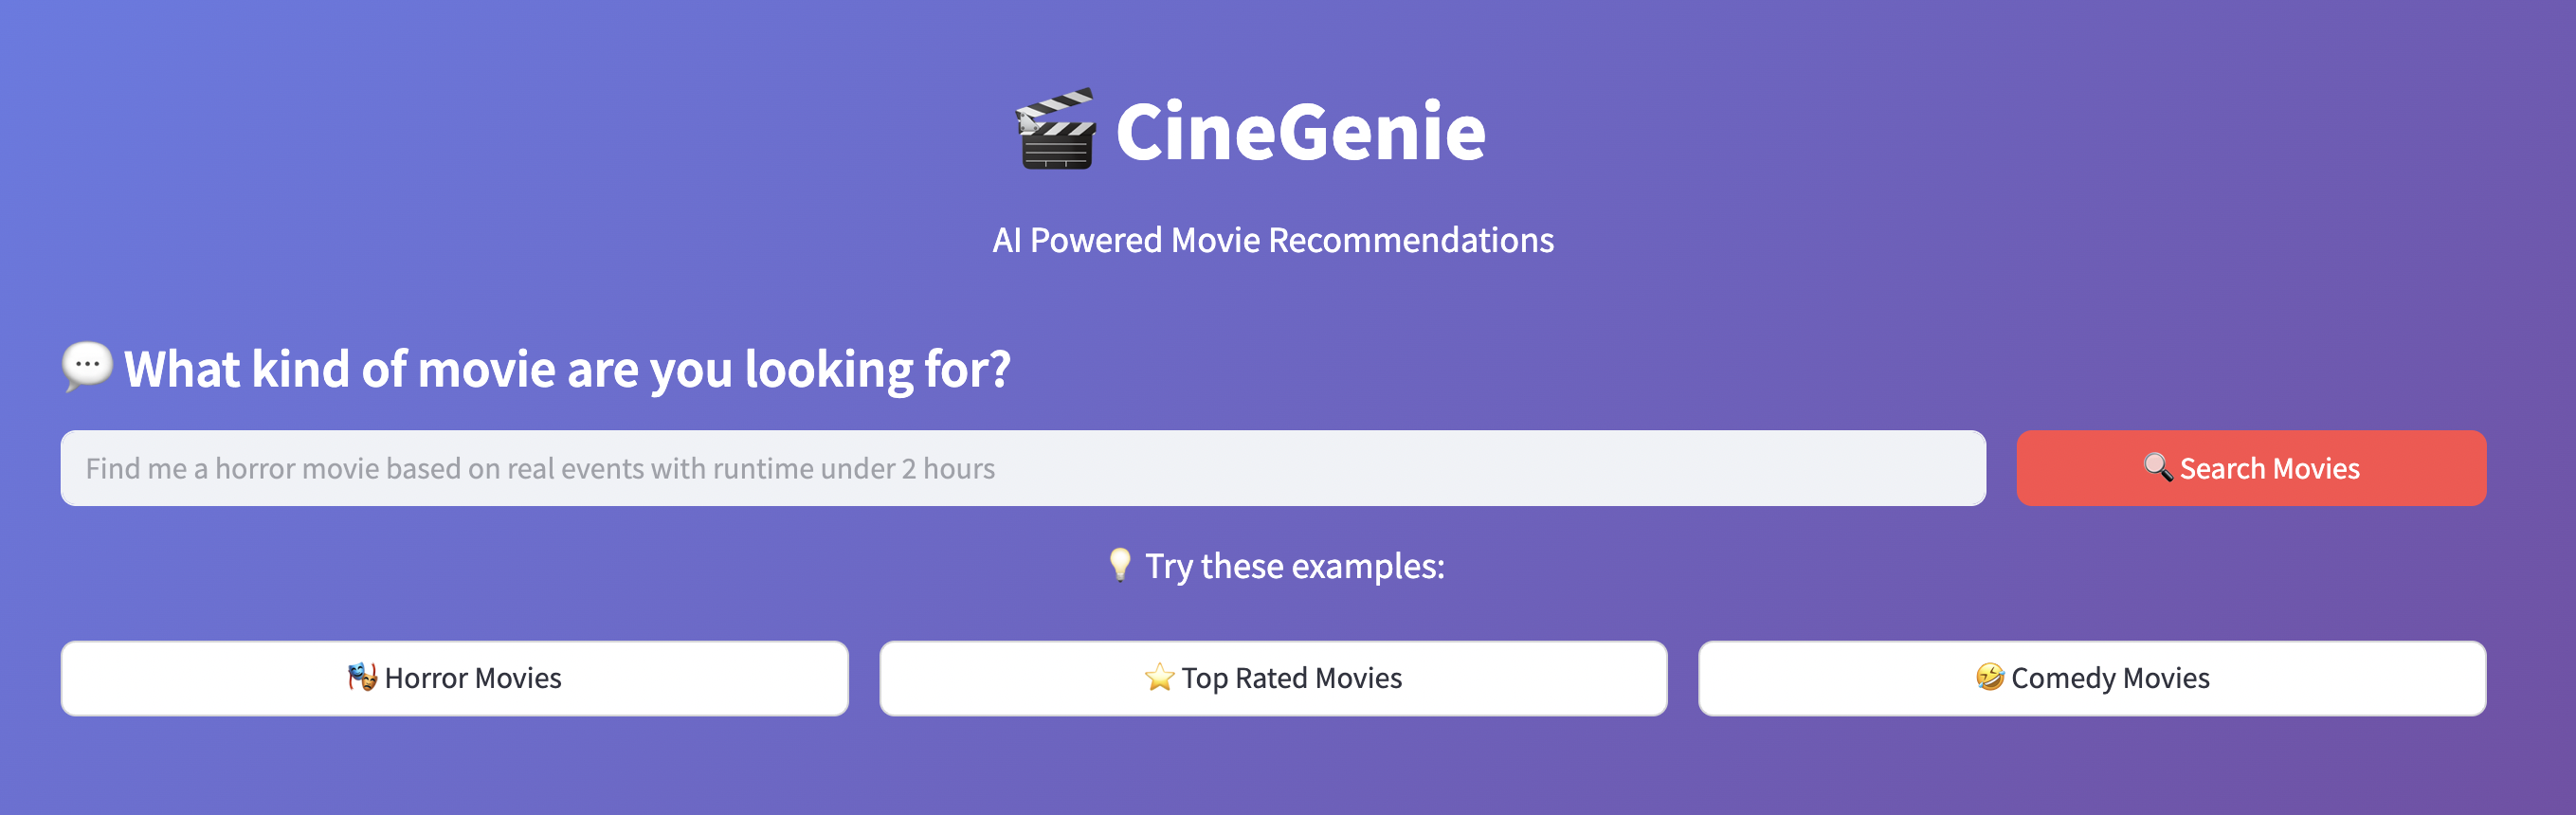 CineGenie
AI Powered Movie Recommendations
What kind of movie are you looking for?
Find me a horror movie based on real events with runtime under 2 hours
Search Movies
Try these examples:
Horror Movies
Top Rated Movies
Comedy Movies